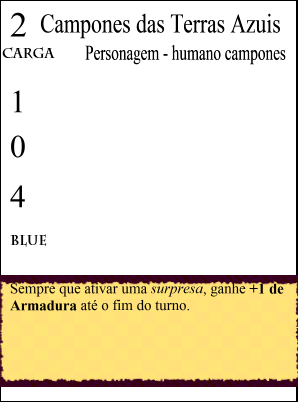 2 Campones das Terras Azuis
CARGA Personagem - humano campones
1
0
4
BLUE
Sempre que ativar uma surpresa, ganhe +1 de
Armadura até o fim do turno.